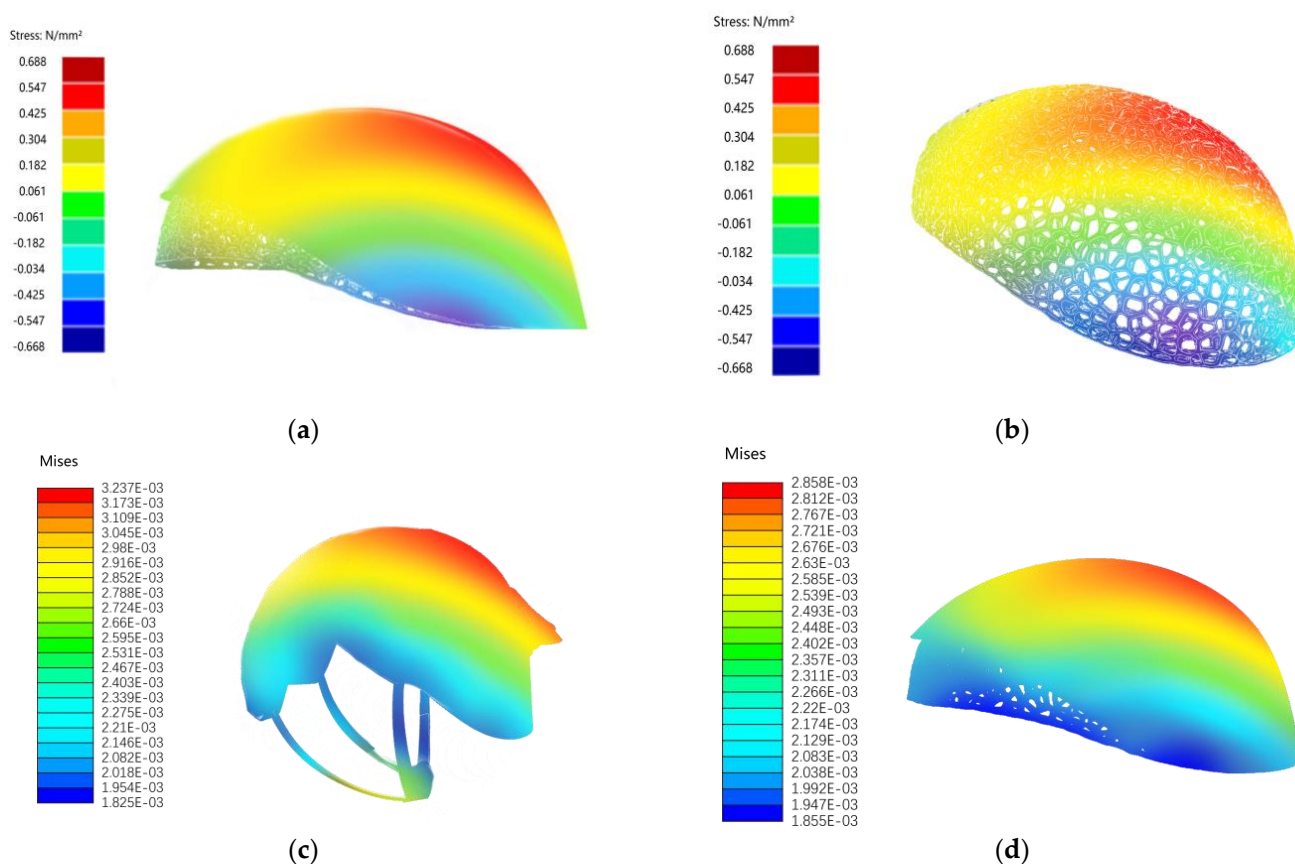 Stress: N/mm²
0.688
0.547
0.425
0.304
0.182
0.061
-0.061
-0.182
-0.034
-0.425
-0.547
-0.668
(a)
Stress: N/mm²
0.688
0.547
0.425
0.304
0.182
0.061
-0.061
-0.182
-0.034
-0.425
-0.547
-0.668
(b)
Mises
3.237E-03
3.173E-03
3.109E-03
3.045E-03
2.98E-03
2.916E-03
2.852E-03
2.788E-03
2.724E-03
2.66E-03
2.595E-03
2.531E-03
2.467E-03
2.403E-03
2.339E-03
2.275E-03
2.21E-03
2.146E-03
2.082E-03
2.018E-03
1.954E-03
1.825E-03
(c)
Mises
2.858E-03
2.812E-03
2.767E-03
2.721E-03
2.676E-03
2.63E-03
2.585E-03
2.539E-03
2.493E-03
2.448E-03
2.402E-03
2.357E-03
2.311E-03
2.266E-03
2.22E-03
2.174E-03
2.129E-03
2.083E-03
2.038E-03
1.992E-03
1.947E-03
1.855E-03
(d)